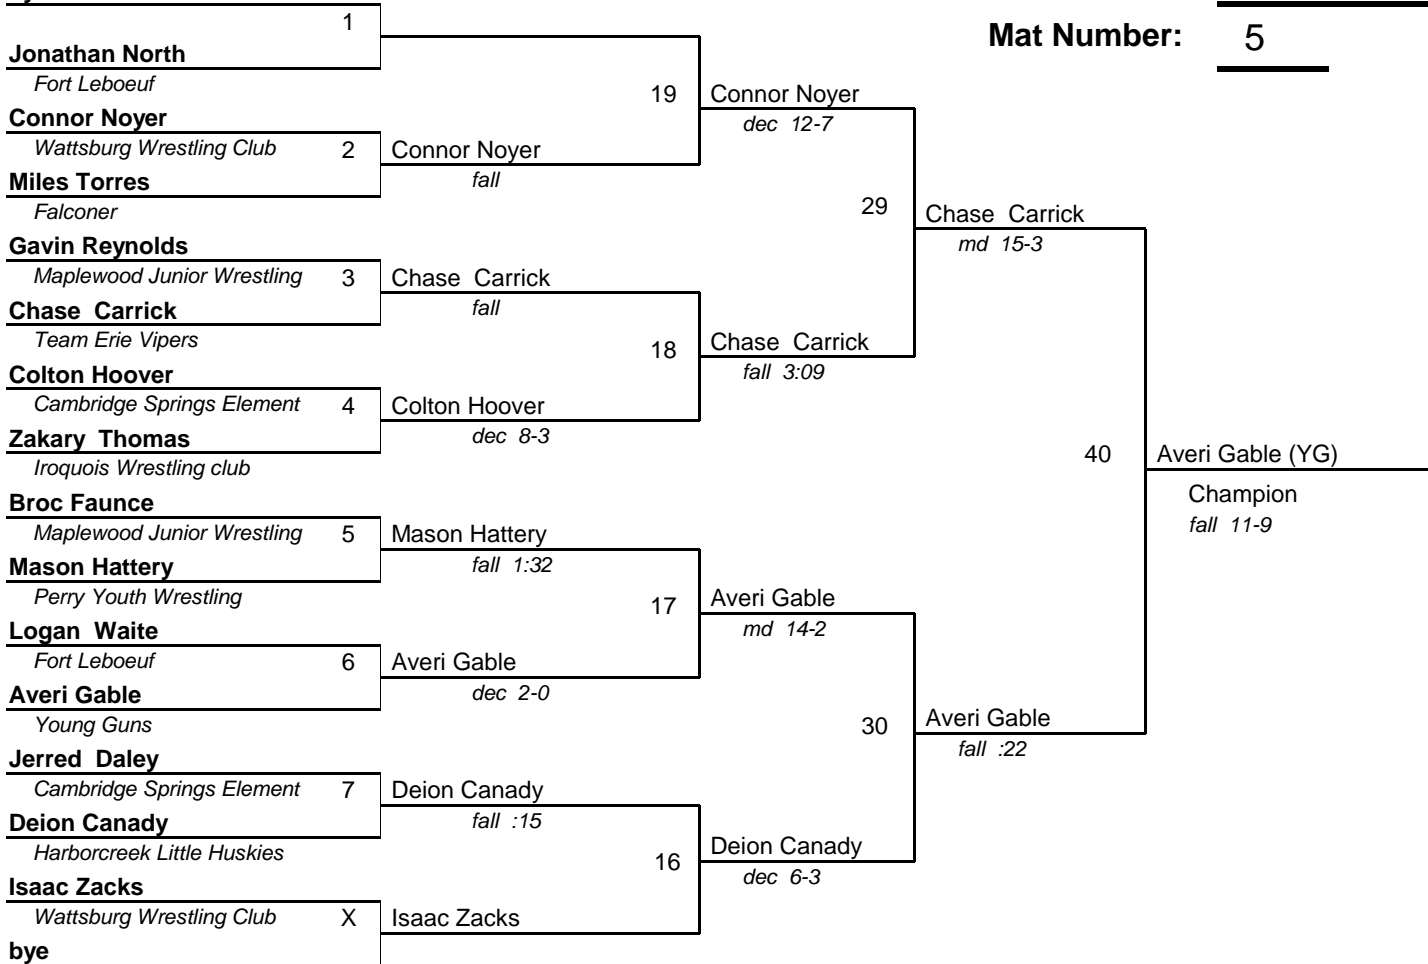 1
Mat Number: 5
Jonathan North
Fort Leboeuf
19 Connor Noyer
Connor Noyer
dec 12-7
Wattsburg Wrestling Club 2 Connor Noyer
Miles Torres
fall
Falconer
29 Chase Carrick
Gavin Reynolds
md 15-3
Maplewood Junior Wrestling 3 Chase Carrick
Chase Carrick
fall
Team Erie Vipers
18 Chase Carrick
Colton Hoover
fall 3:09
Cambridge Springs Element 4 Colton Hoover
Zakary Thomas
dec 8-3
Iroquois Wrestling club
40 Averi Gable (YG)
Broc Faunce
Champion
Maplewood Junior Wrestling 5 Mason Hattery
fall 11-9
Mason Hattery
fall 1:32
Perry Youth Wrestling
17 Averi Gable
Logan Waite
md 14-2
Fort Leboeuf 6 Averi Gable
Averi Gable
dec 2-0
Young Guns
30 Averi Gable
Jerred Daley
fall :22
Cambridge Springs Element 7 Deion Canady
Deion Canady
fall :15
Harborcreek Little Huskies
16 Deion Canady
Isaac Zacks
dec 6-3
Wattsburg Wrestling Club X Isaac Zacks
bye